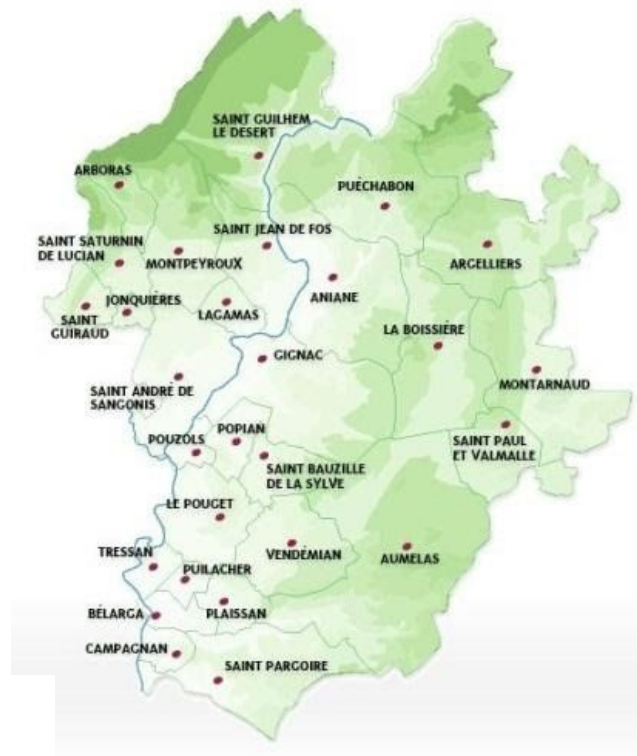 SAINT GUILHEM
LE DESERT
ARBORAS
PUÉCHABON
SAINT JEAN DE FOS
SAINT SATURNIN
DE LUCIAN
MONTPEYROUX
ARGELLIERS
JONQUIÈRES
ANIANE
SAINT
GUIRAUD
LAGAMAS
LA BOISSIÈRE
GIGNAC
MONTARNAUD
SAINT ANDRÉ DE
SANGONIS
POPIAN
POUZOLS
SAINT PAUL
ET VALMALLE
SAINT BAUZILLE
DE LA SYLVE
LE POUGET
TRESSAN
VENDÉMIAN
AUMELAS
PUILACHER
BÉLARGA
PLAISSAN
CAMPAGNAN
SAINT PARGOIRE